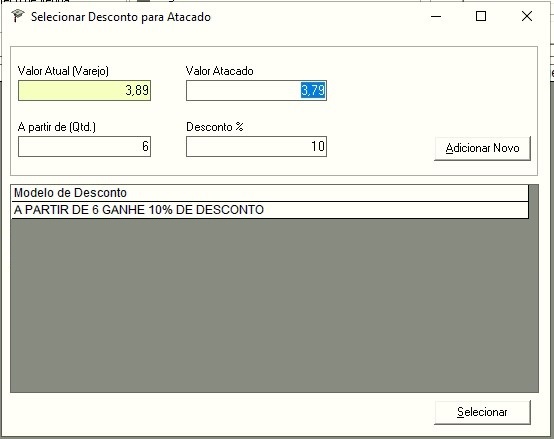 Selecionar Desconto para Atacado
Valor Atual (Varejo) Valor Atacado
3,89 3,79
A partir de (Qtd.) Desconto %
6 10
Adicionar Novo
Modelo de Desconto
A PARTIR DE 6 GANHE 10% DE DESCONTO
Selecionar